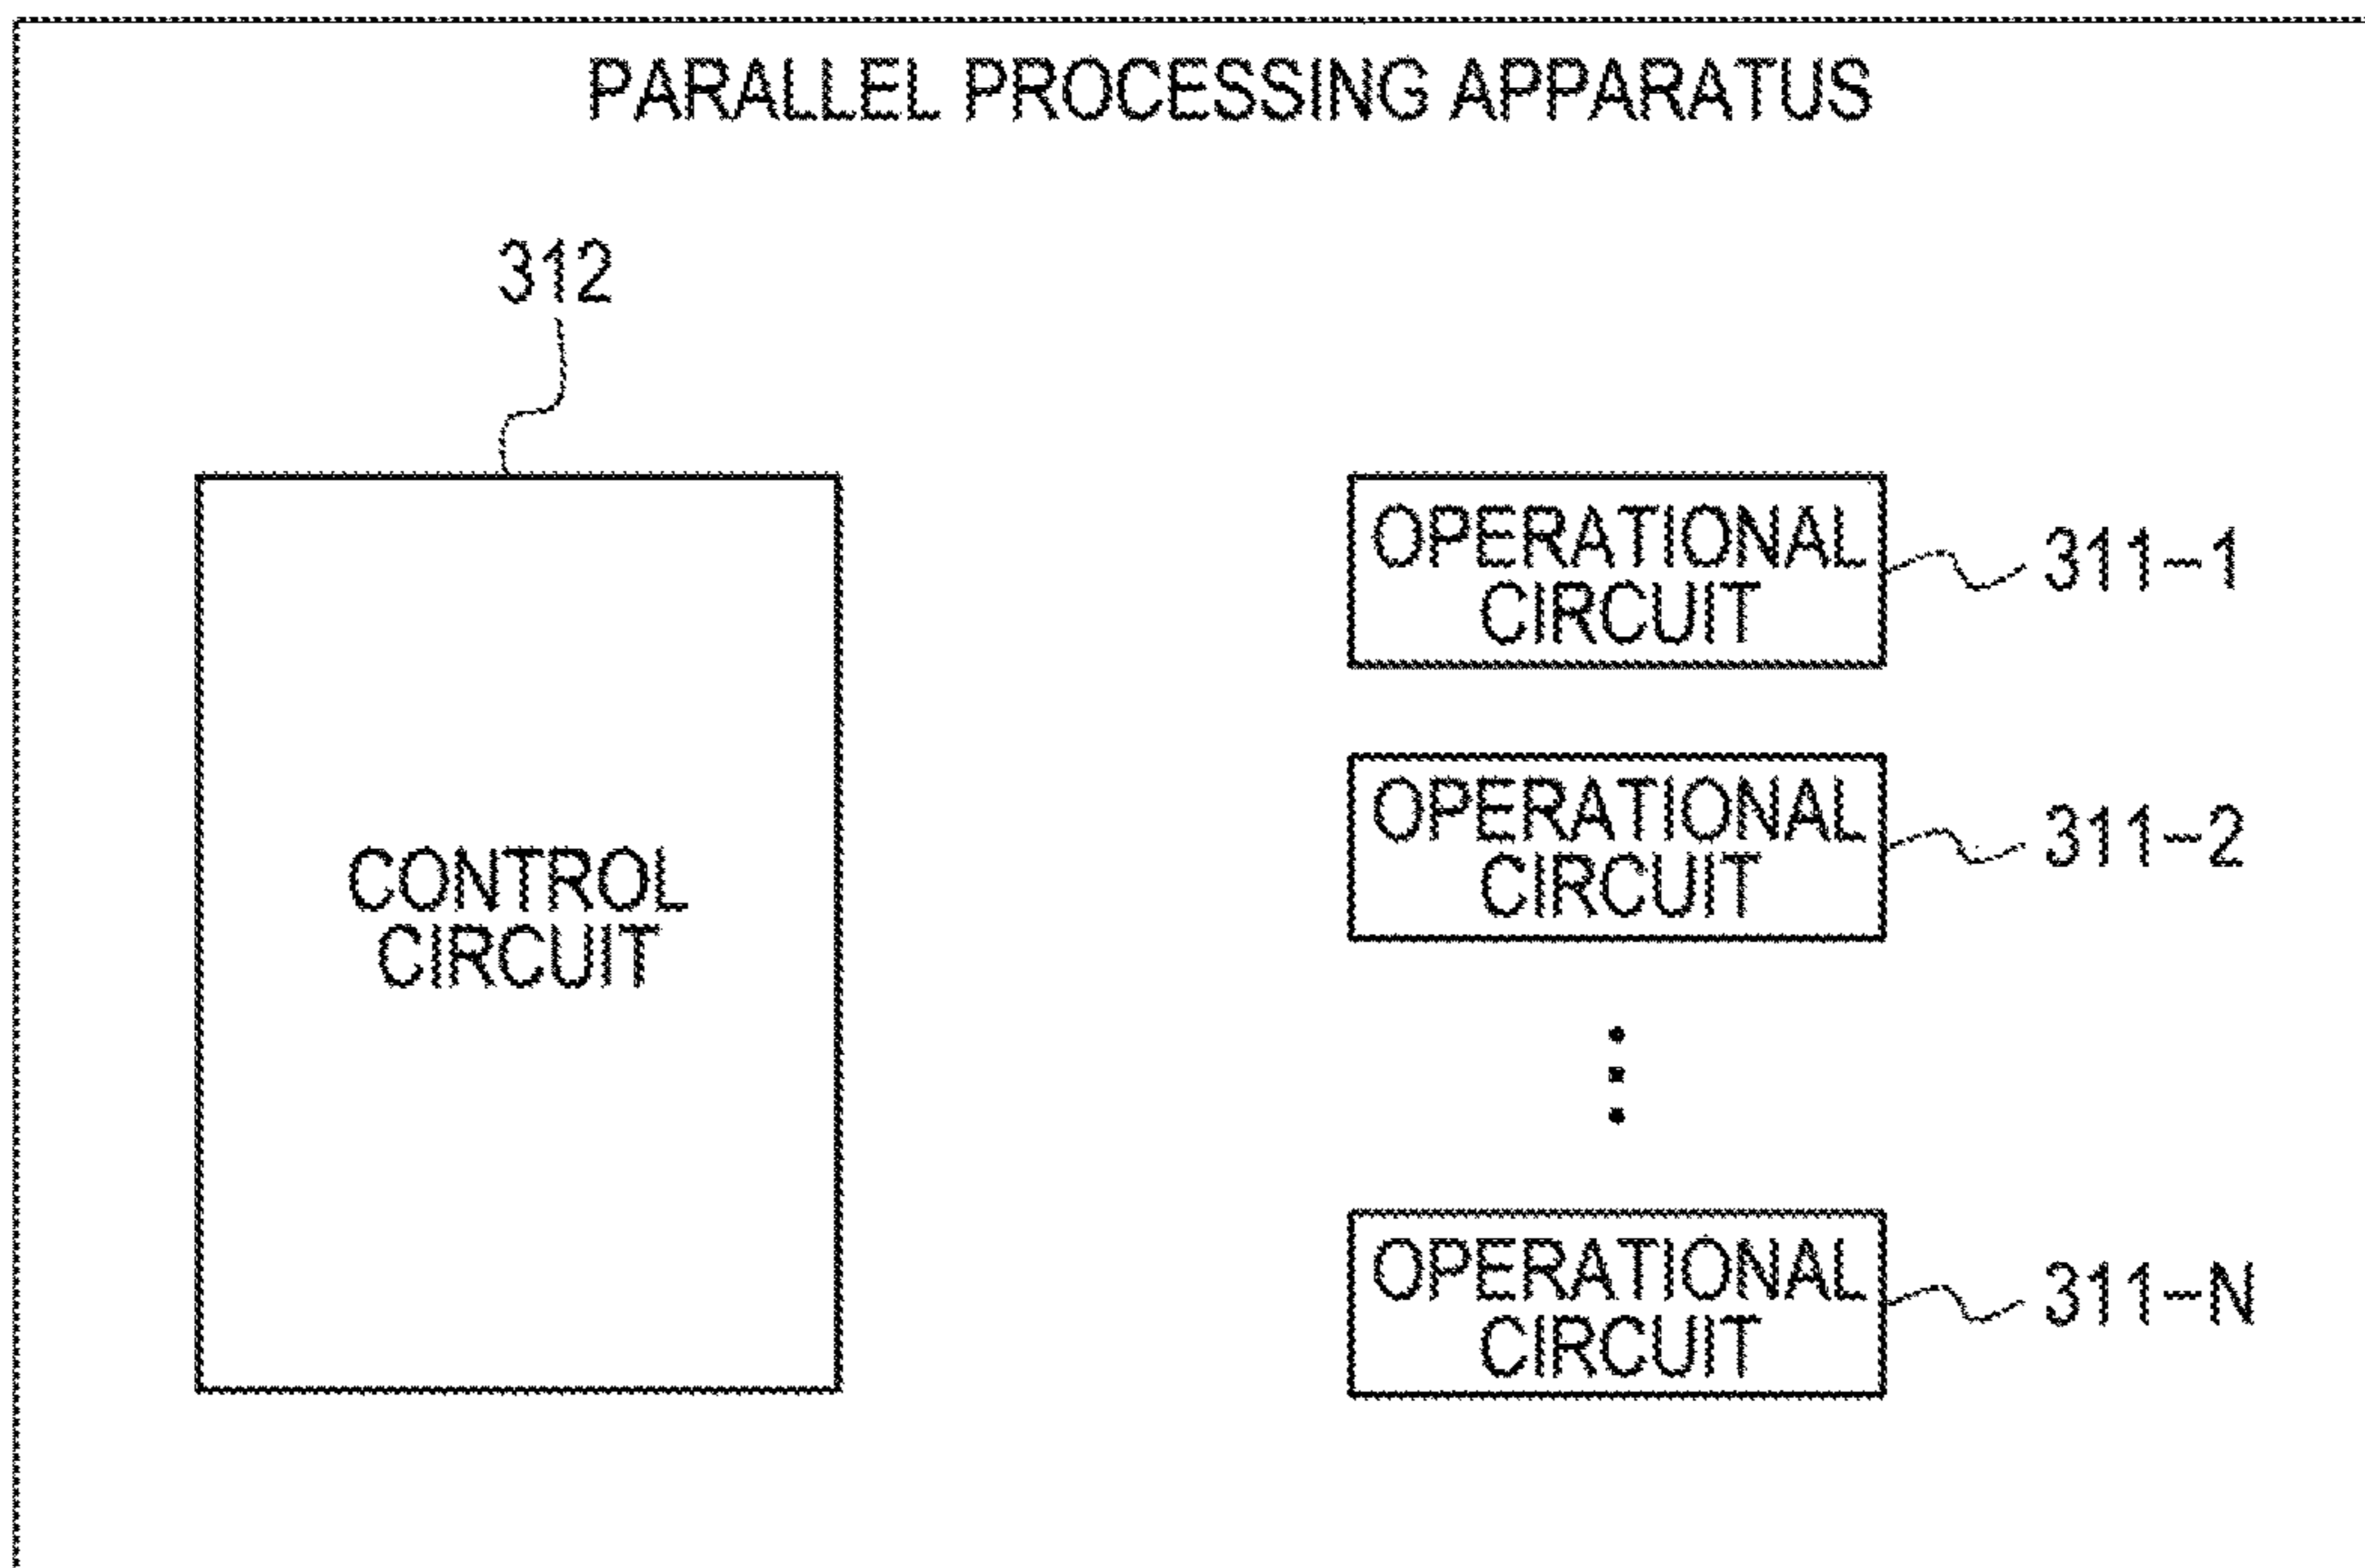 PARALLEL PROCESSING APPARATUS
312
OPERATIONAL
CIRCUIT
311-1
OPERATIONAL
CIRCUIT
311-2
CONTROL
CIRCUIT
OPERATIONAL
CIRCUIT
311-N